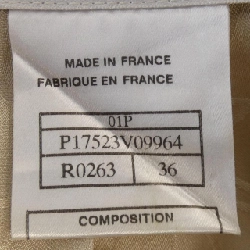 MADE IN FRANCE
FABRIQUE EN FRANCE
01P
P17523V09964
R0263 36
COMPOSITION